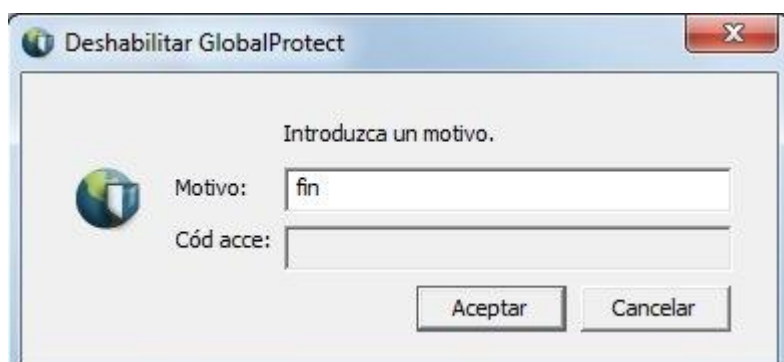 Deshabilitar GlobalProtect
Introduzca un motivo.
Motivo: fin
Cód acce:
Aceptar Cancelar